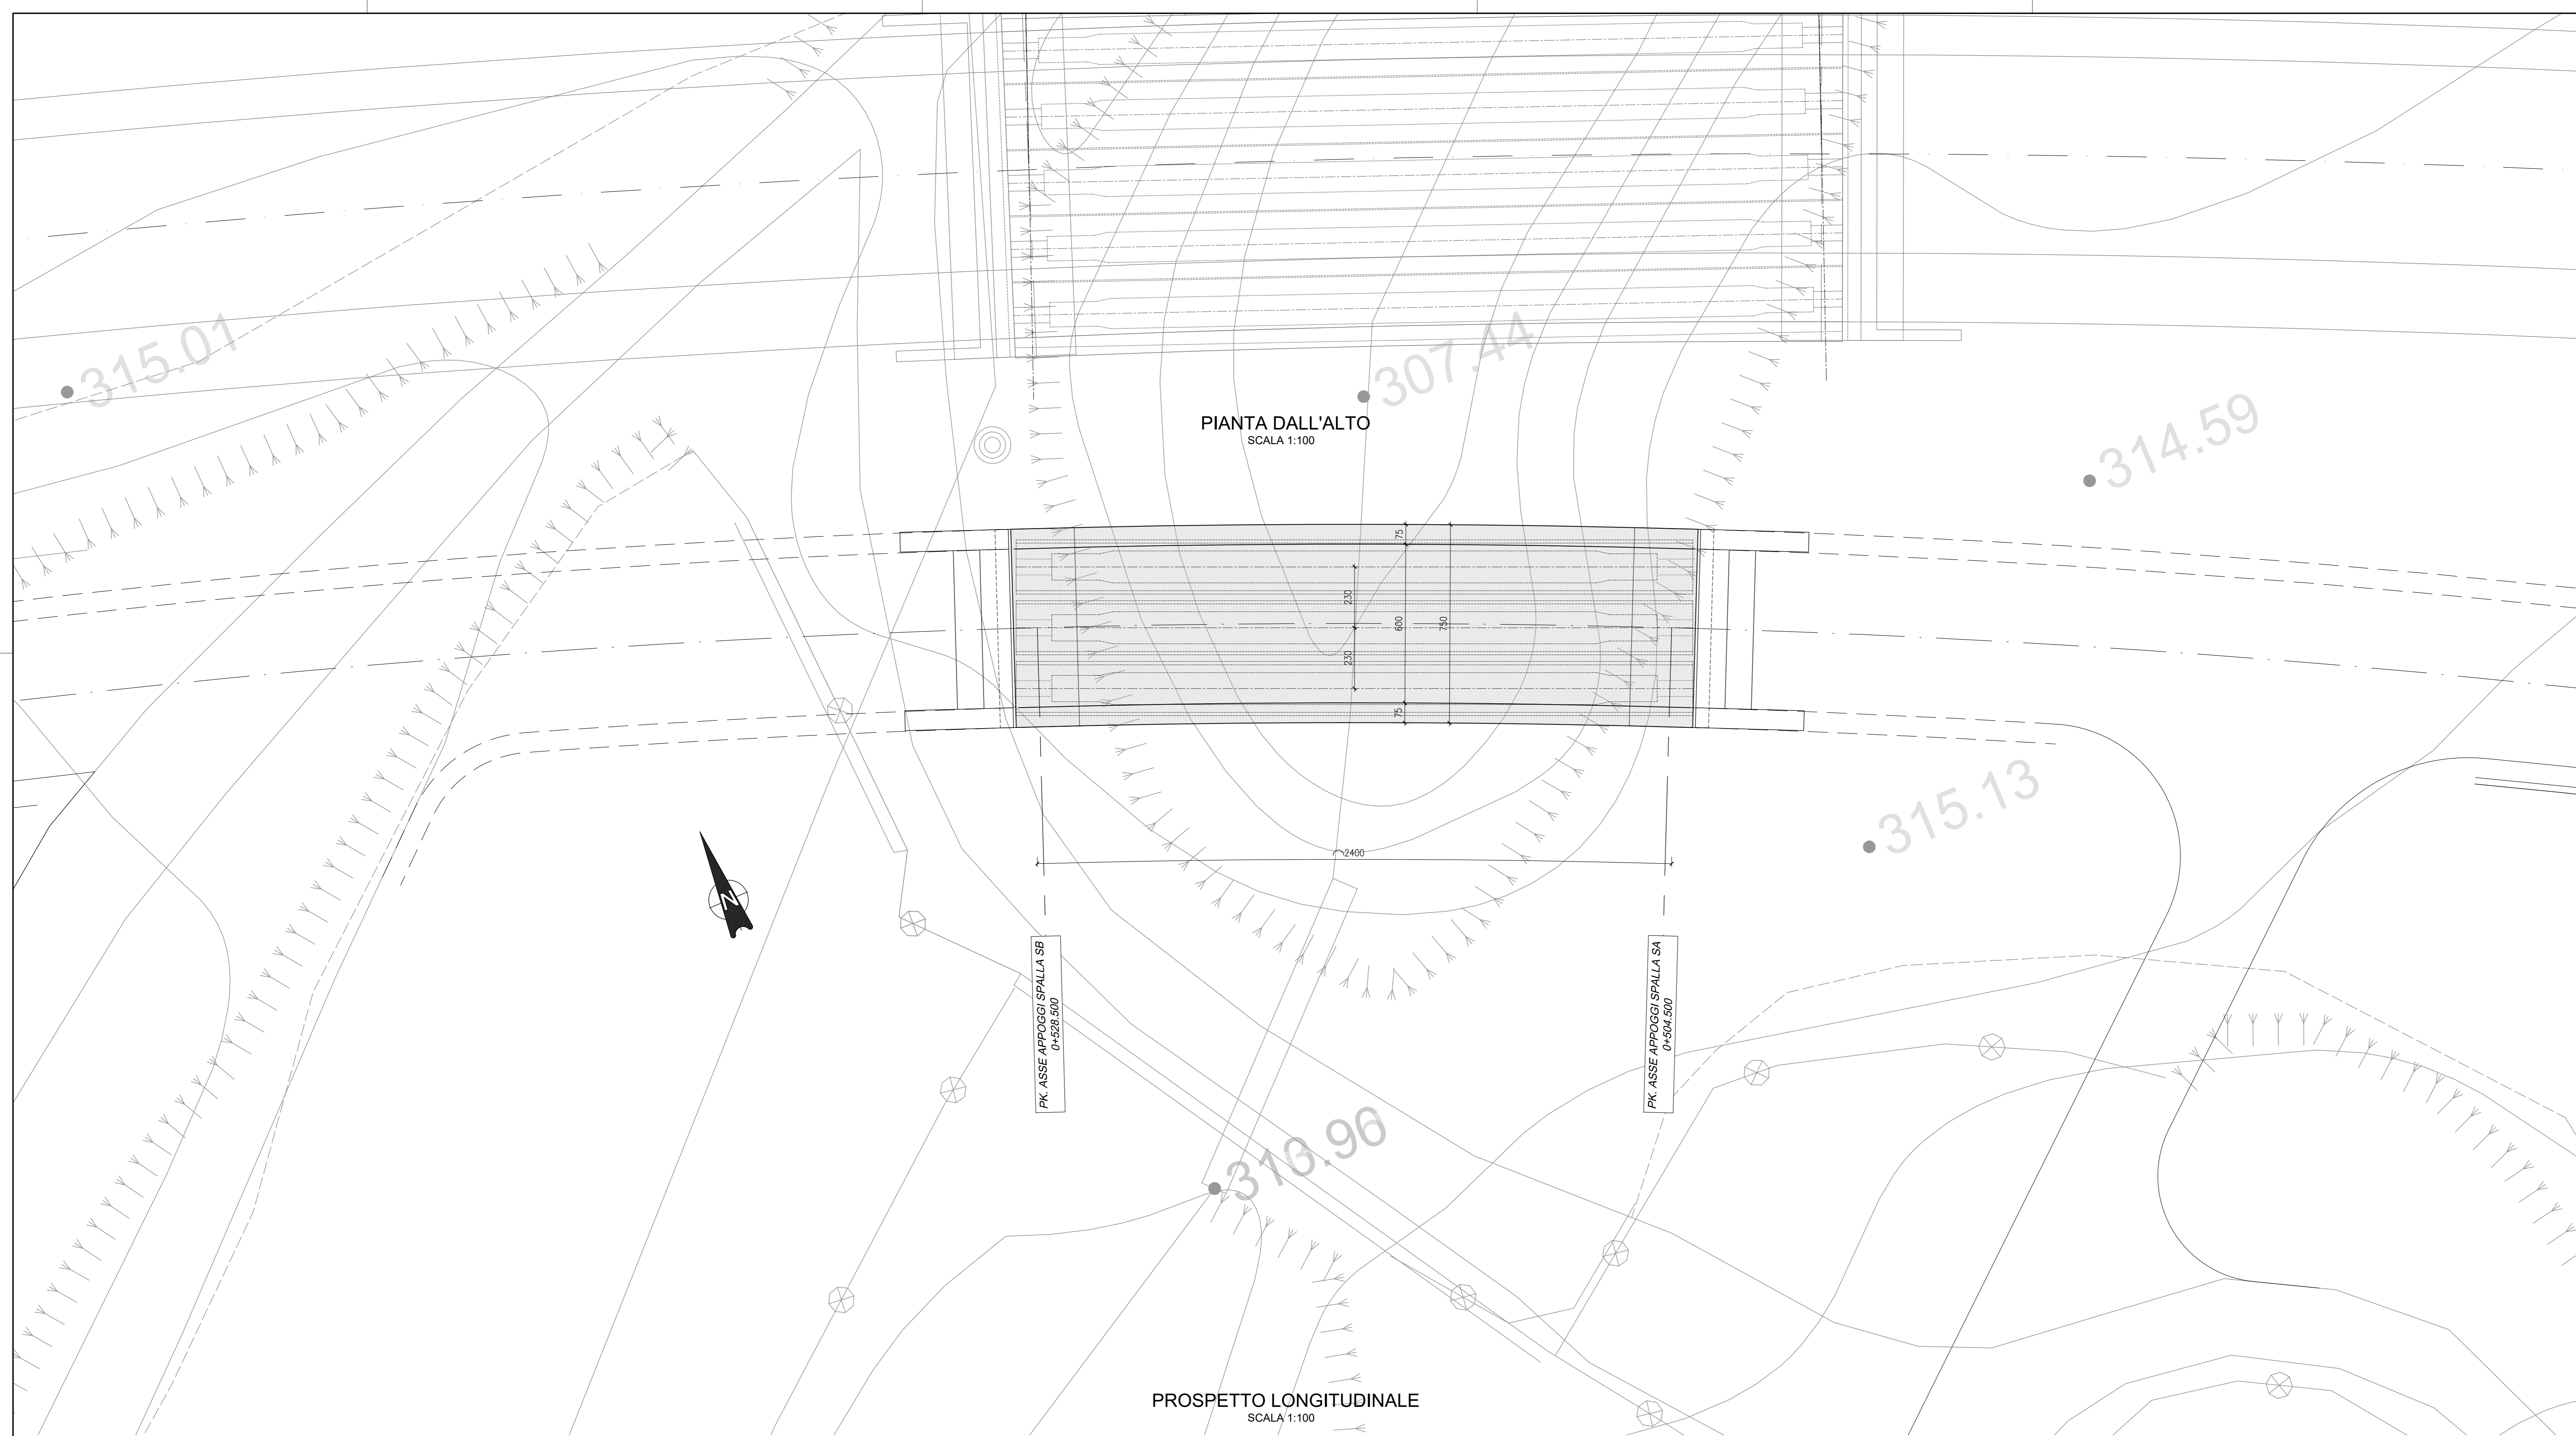 315.01
307.44
PIANTA DALL'ALTO
SCALA 1:100
314.59
75
230
600
750
230
75
315.13
2400
N
PK. ASSE APPOGGI SPALLA SB
0+528.500
PK. ASSE APPOGGI SPALLA SA
0+504.500
PROSPETTO LONGITUDINALE
SCALA 1:100